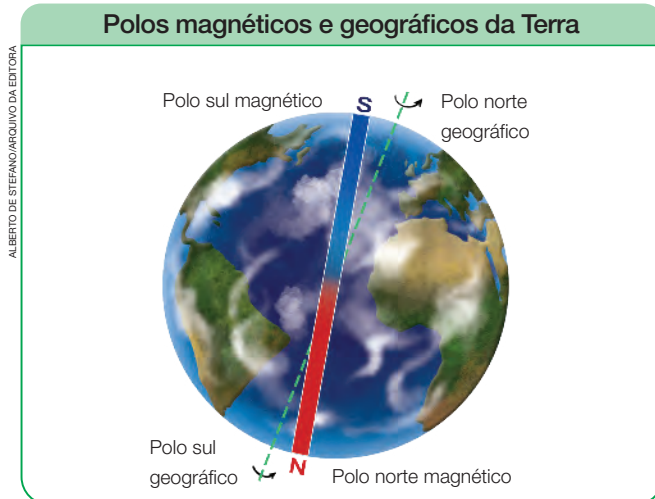 Polos magnéticos e geográficos da Terra
ALBERTO DE STEFANO/ARQUIVO DA EDITORA
Polo sul magnético
S
Polo norte
geográfico
Polo sul
geográfico
N
Polo norte magnético